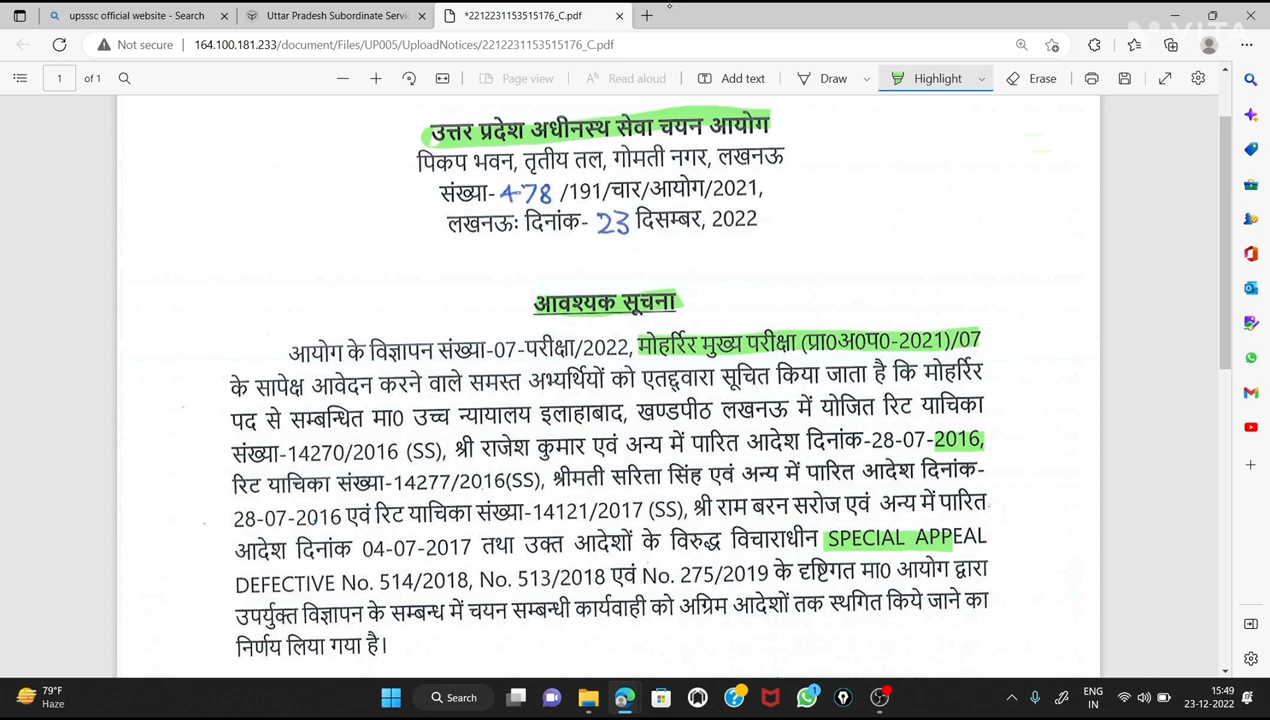 upsssc official website - Search
Uttar Pradesh Subordinate Servic
*2212231153515176_C.pdf
VITA
Not secure
164.100.181.233/document/Files/UP005/UploadNotices/2212231153515176_C.pdf
1 of 1
Page view
Read aloud
Add text
Draw
Highlight
Erase
उत्तर प्रदेश अधीनस्थ सेवा चयन आयोग
पिकप भवन, तृतीय तल, गोमती नगर, लखनऊ
संख्या- 478 /191/चार/आयोग/2021,
लखनऊः दिनांक- 23 दिसम्बर, 2022
आवश्यक सूचना
आयोग के विज्ञापन संख्या-07-परीक्षा/2022, मोहर्रिर मुख्य परीक्षा (प्रा0अ0प0-2021)/07
के सापेक्ष आवेदन करने वाले समस्त अभ्यर्थियों को एतद्द्वारा सूचित किया जाता है कि मोहर्रिर
पद से सम्बन्धित मा0 उच्च न्यायालय इलाहाबाद, खण्डपीठ लखनऊ में योजित रिट याचिका
संख्या-14270/2016 (SS), श्री राजेश कुमार एवं अन्य में पारित आदेश दिनांक-28-07-2016,
रिट याचिका संख्या-14277/2016(SS), श्रीमती सरिता सिंह एवं अन्य में पारित आदेश दिनांक-
28-07-2016 एवं रिट याचिका संख्या-14121/2017 (SS), श्री राम बरन सरोज एवं अन्य में पारित
आदेश दिनांक 04-07-2017 तथा उक्त आदेशों के विरुद्ध विचाराधीन SPECIAL APPEAL
DEFECTIVE No. 514/2018, No. 513/2018 एवं No. 275/2019 के दृष्टिगत मा0 आयोग द्वारा
उपर्युक्त विज्ञापन के सम्बन्ध में चयन सम्बन्धी कार्यवाही को अग्रिम आदेशों तक स्थगित किये जाने का
निर्णय लिया गया है।
79°F
Haze
Search
1
ENG
IN
15:49
23-12-2022